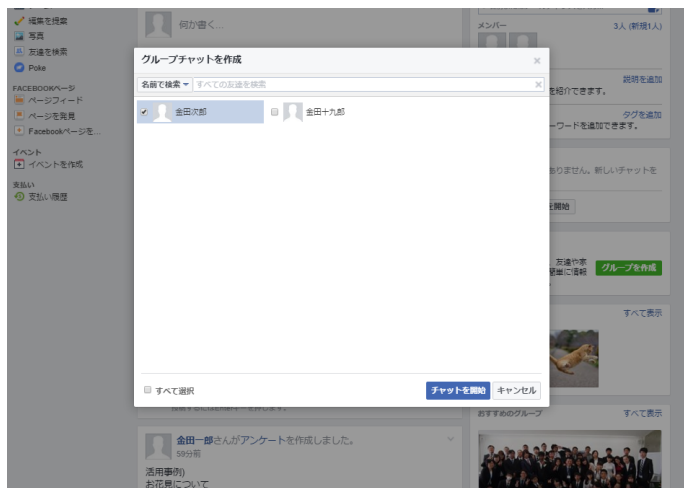 編集を提案
写真
友達を検索
Poke
FACEBOOKページ
ページフィード
ページを発見
Facebookページを...
イベント
イベントを作成
支払い
支払い履歴
何か書く...
グループチャットを作成
名前で検索
すべての友達を検索
金田次郎
金田十九郎
すべて選択
チャットを開始
キャンセル
金田一郎さんがアンケートを作成しました。
59分前
活用事例)
お花見について
メンバー
3人 (新規1人)
説明を追加
を紹介できます。
タグを追加
ーワードを追加できます。
ありません。新しいチャットを
を開始
、友達や家
簡単に情報
グループを作成
すべて表示
おすすめのグループ
すべて表示